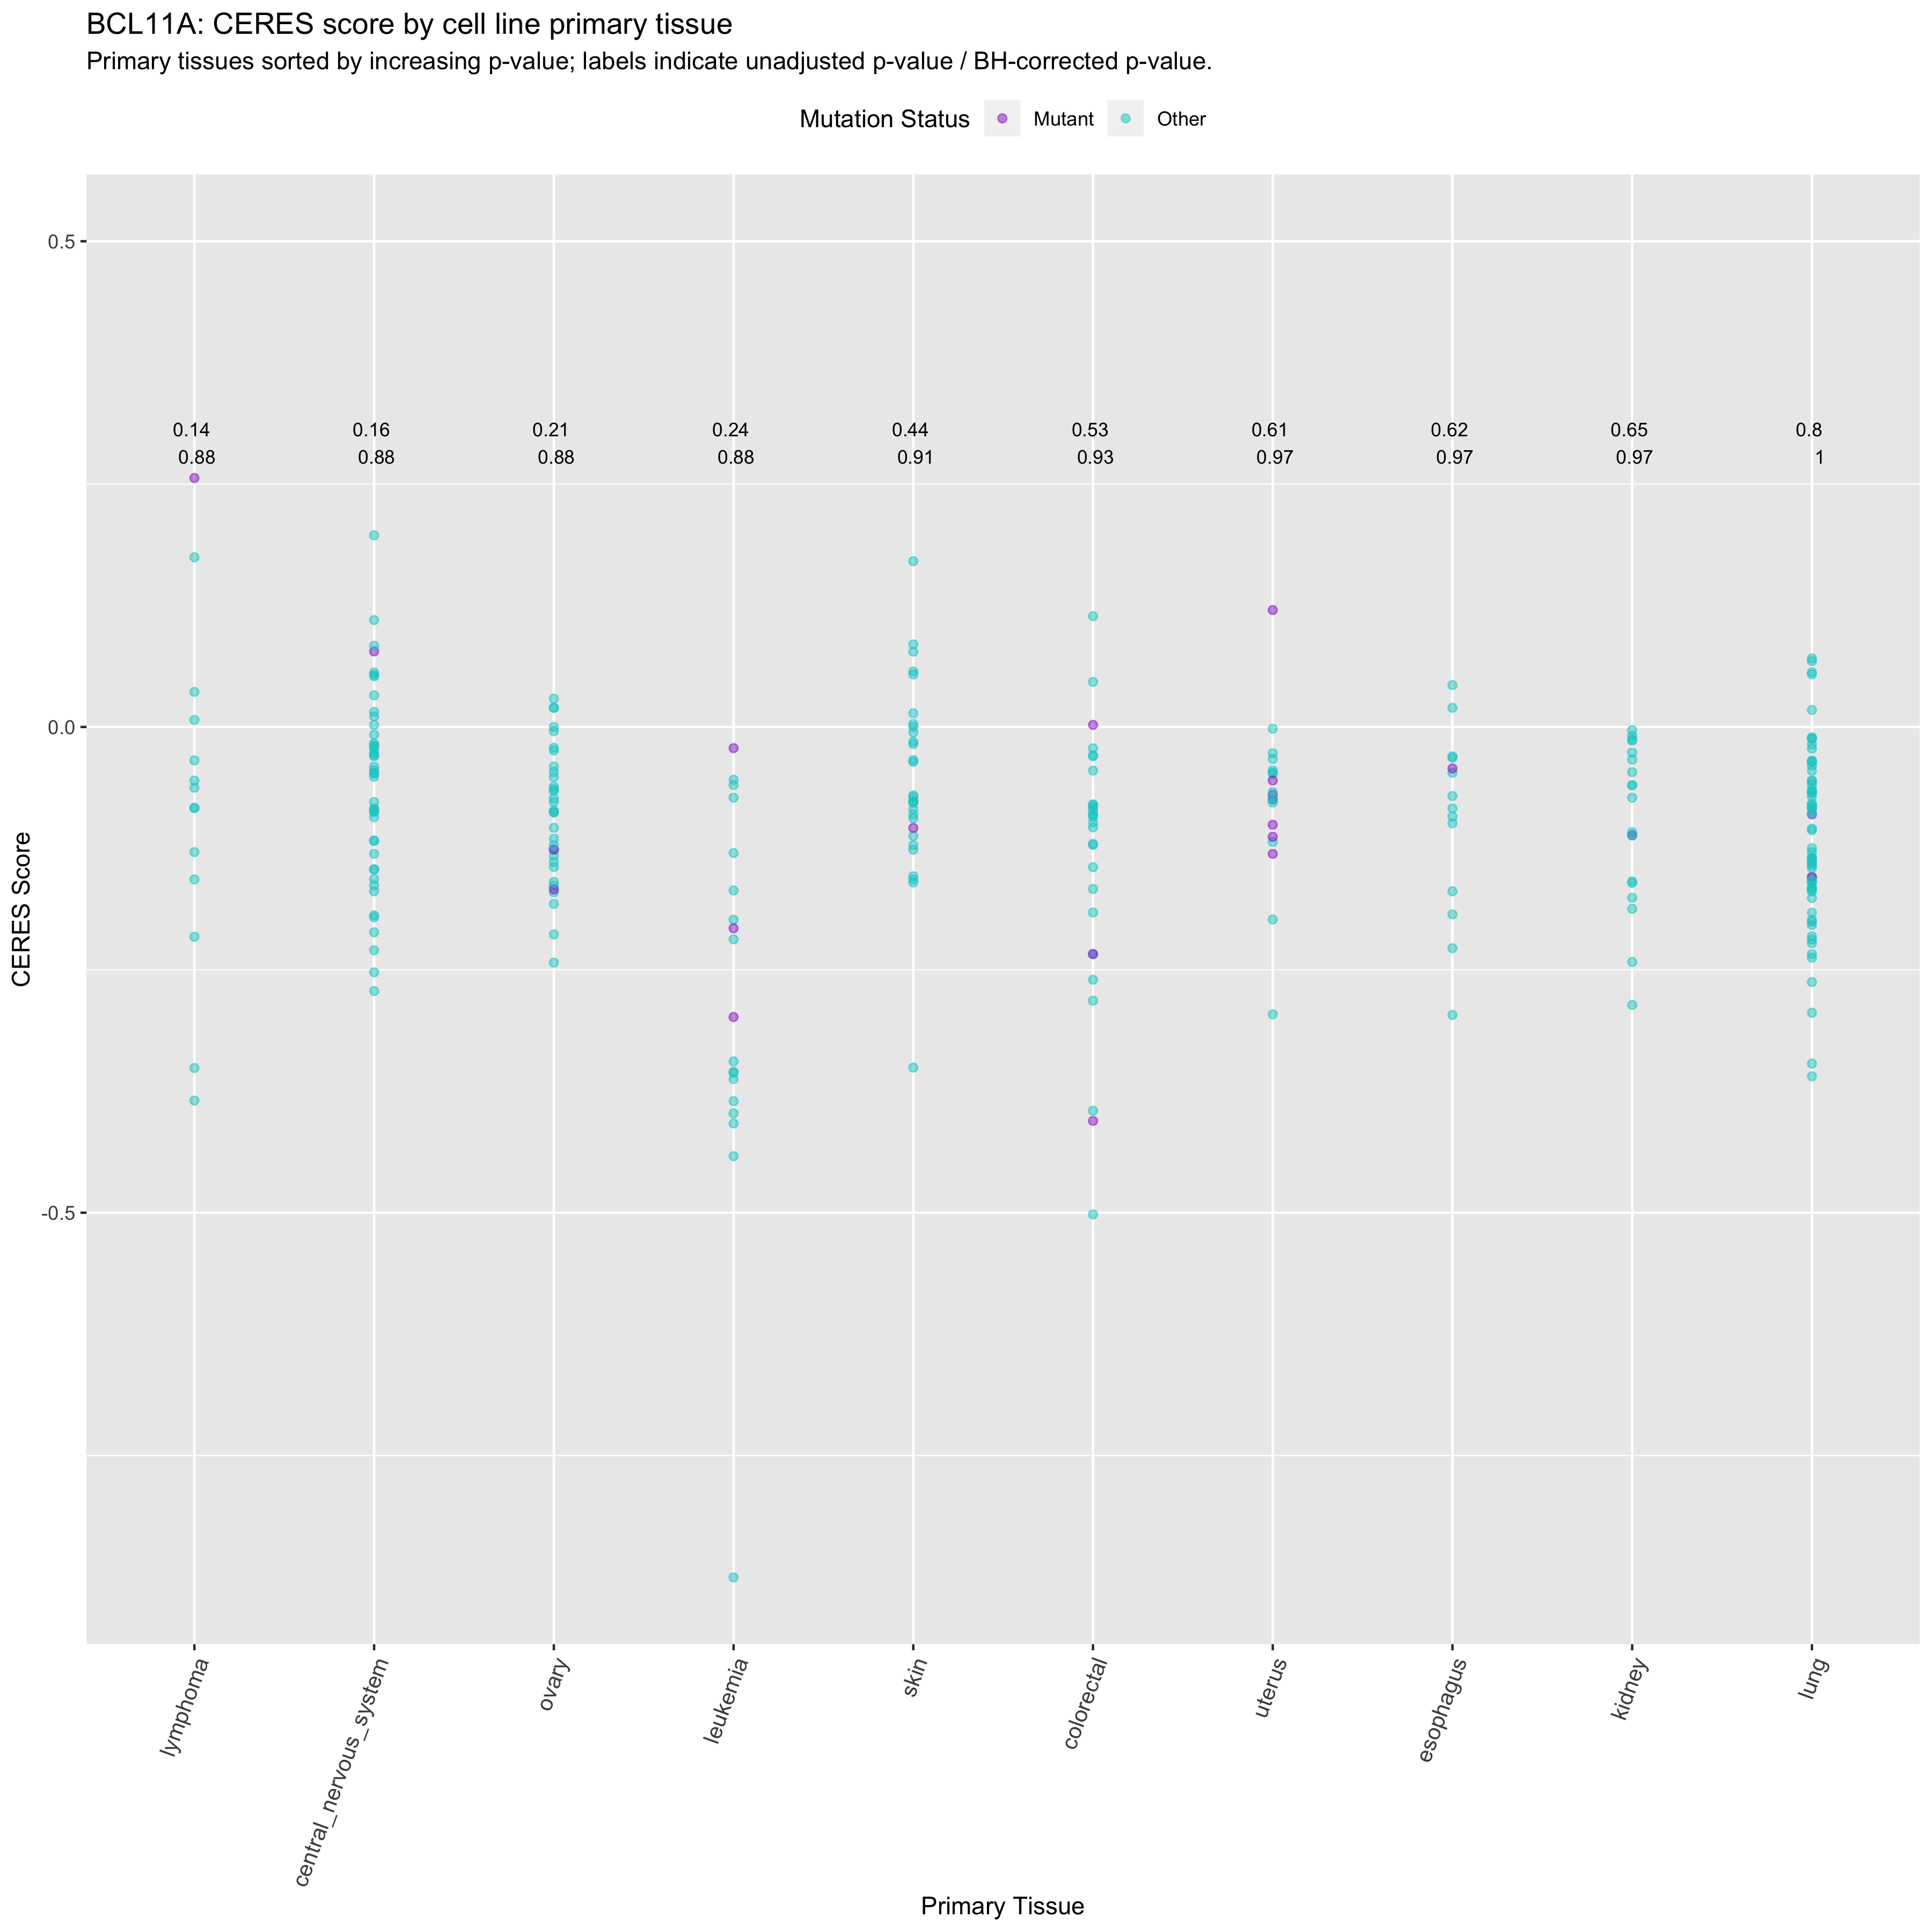 BCL11A: CERES score by cell line primary tissue
Primary tissues sorted by increasing p-value; labels indicate unadjusted p-value / BH-corrected p-value.
Mutation Status Mutant Other
0.5
0.14 0.16 0.21 0.24 0.44 0.53 0.61 0.62 0.65 0.8
0.88 0.88 0.88 0.88 0.91 0.93 0.97 0.97 0.97 1
0.0
CERES Score
-0.5
lymphoma central_nervous_system ovary leukemia skin colorectal uterus esophagus kidney lung
Primary Tissue